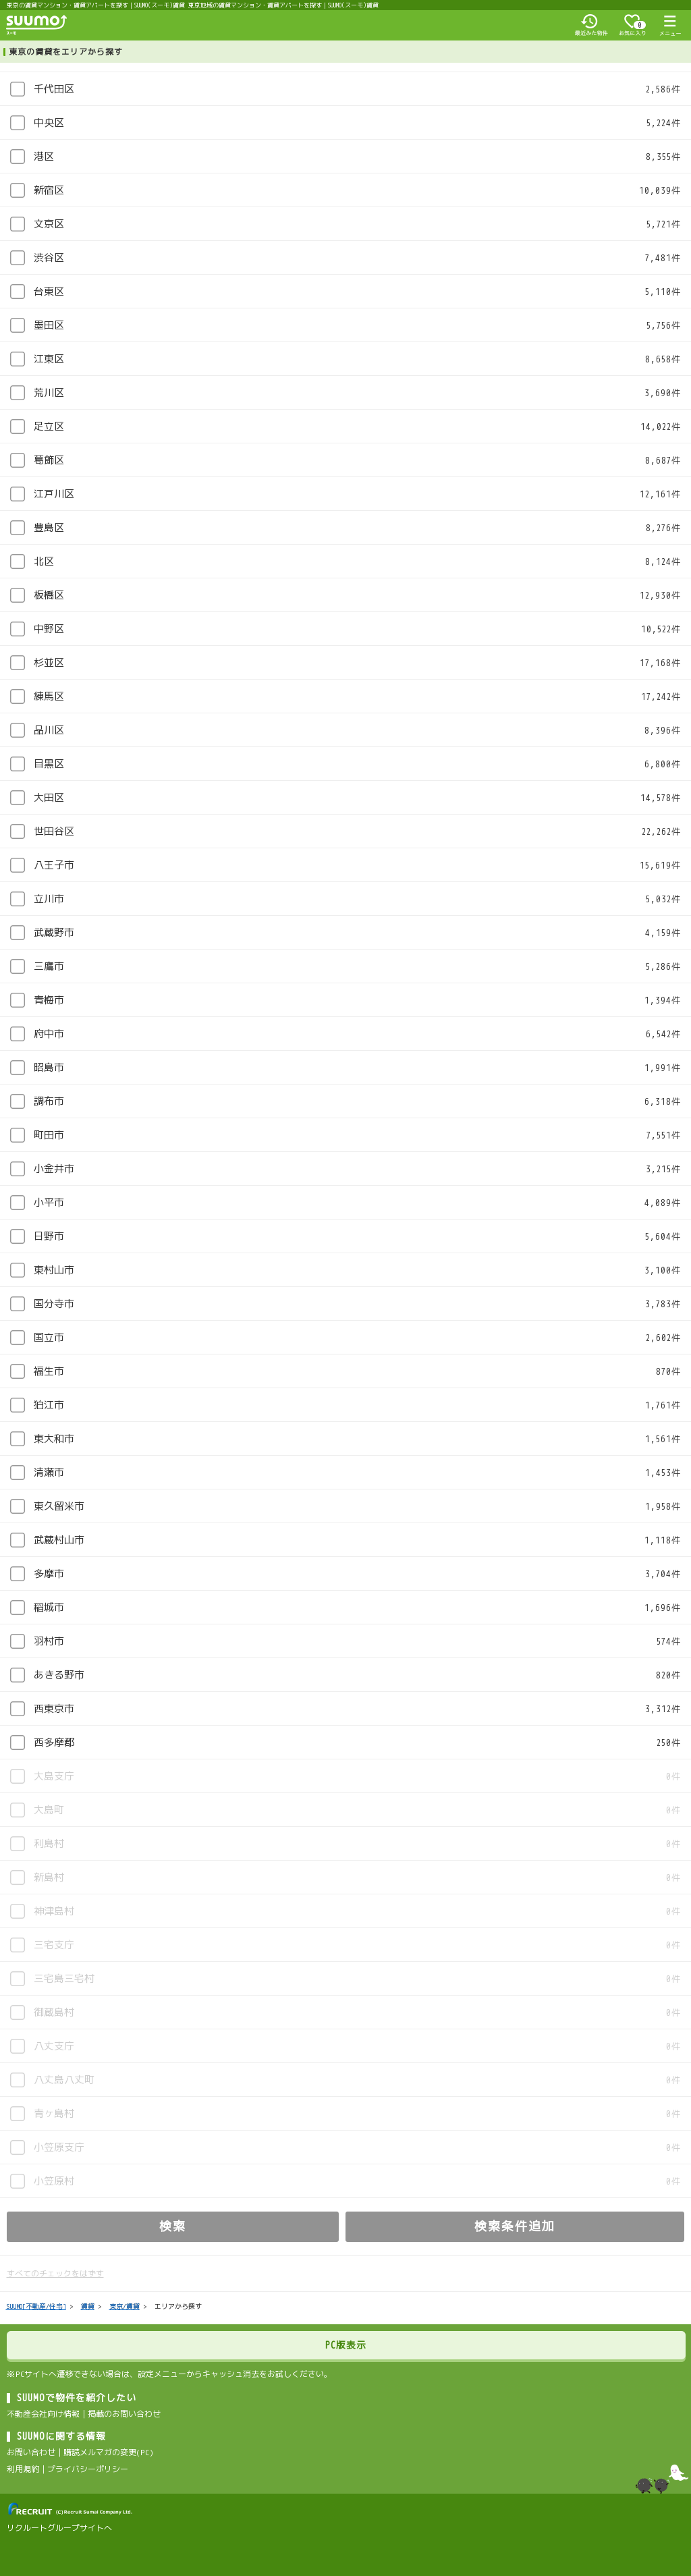 東京の賃貸マンション・賃貸アパートを探す|SUUMO(スーモ)賃貸 東京地域の賃貸マンション・賃貸アパートを探す|SUUMO(スーモ)賃貸
SUUMO
スーモ
最近みた物件
0
お気に入り
メニュー
東京の賃貸をエリアから探す
千代田区 2,586件
中央区 5,224件
港区 8,355件
新宿区 10,039件
文京区 5,721件
渋谷区 7,481件
台東区 5,110件
墨田区 5,756件
江東区 8,658件
荒川区 3,690件
足立区 14,022件
葛飾区 8,687件
江戸川区 12,161件
豊島区 8,276件
北区 8,124件
板橋区 12,930件
中野区 10,522件
杉並区 17,168件
練馬区 17,242件
品川区 8,396件
目黒区 6,800件
大田区 14,578件
世田谷区 22,262件
八王子市 15,619件
立川市 5,032件
武蔵野市 4,159件
三鷹市 5,286件
青梅市 1,394件
府中市 6,542件
昭島市 1,991件
調布市 6,318件
町田市 7,551件
小金井市 3,215件
小平市 4,089件
日野市 5,604件
東村山市 3,100件
国分寺市 3,783件
国立市 2,602件
福生市 870件
狛江市 1,761件
東大和市 1,561件
清瀬市 1,453件
東久留米市 1,958件
武蔵村山市 1,118件
多摩市 3,704件
稲城市 1,696件
羽村市 574件
あきる野市 820件
西東京市 3,312件
西多摩郡 250件
大島支庁 0件
大島町 0件
利島村 0件
新島村 0件
神津島村 0件
三宅支庁 0件
三宅島三宅村 0件
御蔵島村 0件
八丈支庁 0件
八丈島八丈町 0件
青ヶ島村 0件
小笠原支庁 0件
小笠原村 0件
検索 検索条件追加
すべてのチェックをはずす
SUUMO[不動産/住宅] > 賃貸 > 東京/賃貸 > エリアから探す
PC版表示
※PCサイトへ遷移できない場合は、設定メニューからキャッシュ消去をお試しください。
SUUMOで物件を紹介したい
不動産会社向け情報|掲載のお問い合わせ
SUUMOに関する情報
お問い合わせ|購読メルマガの変更(PC)
利用規約|プライバシーポリシー
RECRUIT (C)Recruit Sumai Company Ltd.
リクルートグループサイトへ